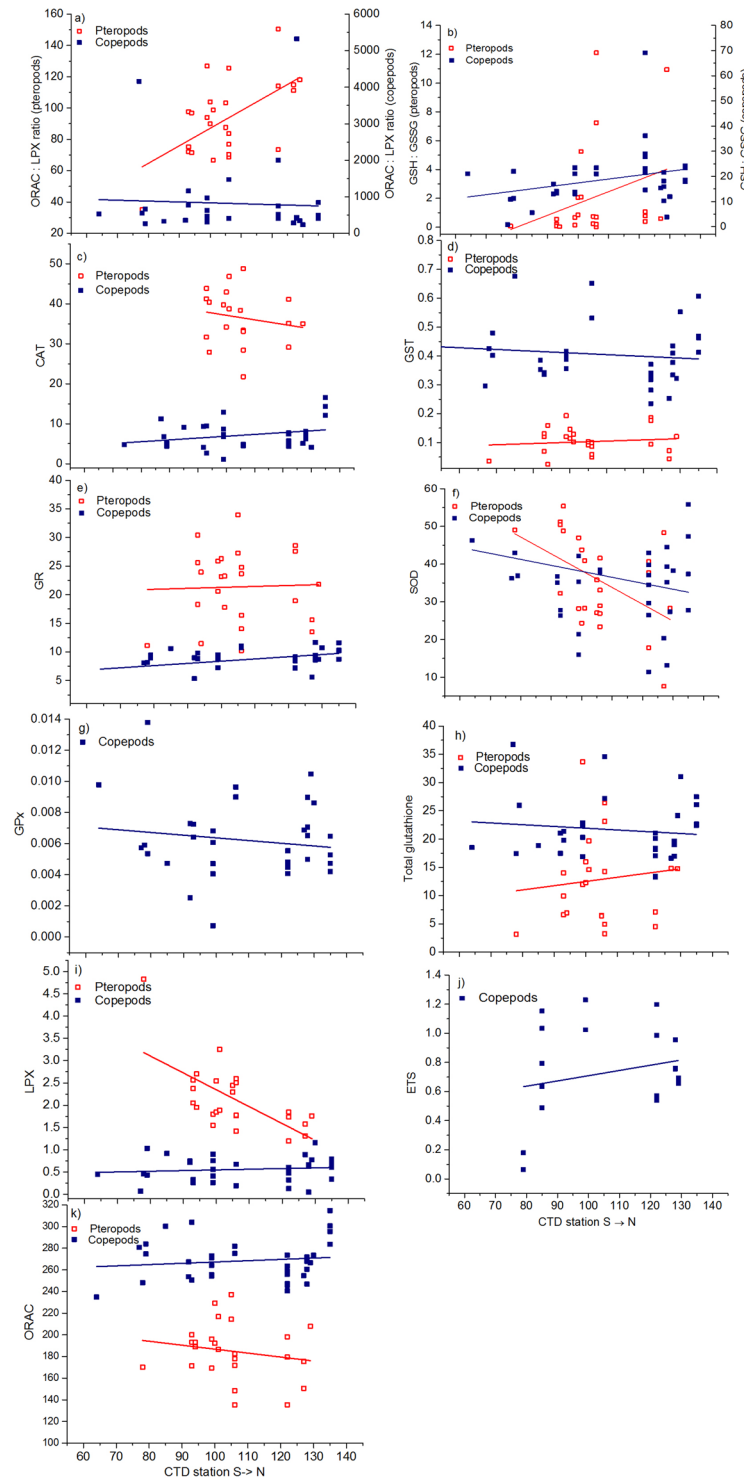 a)
Pteropods
Copepods
160
140
120
100
80
60
40
20
0
ORAC : LPX ratio (pteropods)
6000
5000
4000
3000
2000
1000
0
ORAC : LPX ratio (copepods)
b)
Pteropods
Copepods
14
12
10
8
6
4
2
0
GSH : GSSG (pteropods)
80
70
60
50
40
30
20
10
0
GSH : GSSG (copepods)
c)
Pteropods
Copepods
50
40
30
20
10
0
CAT
d)
Pteropods
Copepods
0.5
0.4
0.3
0.2
0.1
0.6
0.7
GST
e)
Pteropods
Copepods
40
35
30
25
20
15
10
5
GR
f)
Pteropods
Copepods
60
50
40
30
20
10
SOD
g)
Copepods
0.014
0.012
0.010
0.008
0.006
0.004
0.002
0.000
GPx
h)
Pteropods
Copepods
40
35
30
25
20
15
10
5
0
Total glutathione
i)
Pteropods
Copepods
5.0
4.5
4.0
3.5
3.0
2.5
2.0
1.5
1.0
0.5
0.0
LPX
j)
Copepods
1.4
1.2
1.0
0.8
0.6
0.4
0.2
0.0
ETS
60 70 80 90 100 110 120 130 140
CTD station S → N
k)
Pteropods
Copepods
320
300
280
260
240
220
200
180
160
140
120
100
ORAC
60 70 80 90 100 110 120 130 140
CTD station S-> N